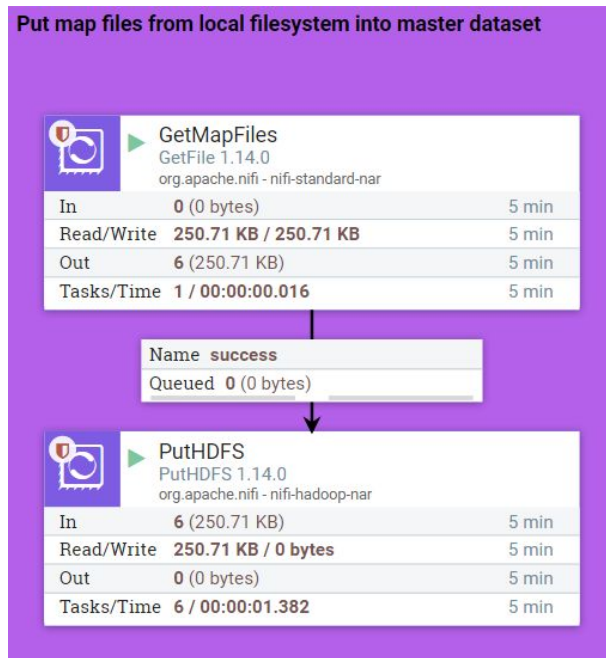 Put map files from local filesystem into master dataset
GetMapFiles
GetFile 1.14.0
org.apache.nifi - nifi-standard-nar
In 0 (0 bytes) 5 min
Read/Write 250.71 KB / 250.71 KB 5 min
Out 6 (250.71 KB) 5 min
Tasks/Time 1 / 00:00:00.016 5 min
Name success
Queued 0 (0 bytes)
PutHDFS
PutHDFS 1.14.0
org.apache.nifi - nifi-hadoop-nar
In 6 (250.71 KB) 5 min
Read/Write 250.71 KB / 0 bytes 5 min
Out 0 (0 bytes) 5 min
Tasks/Time 6 / 00:00:01.382 5 min